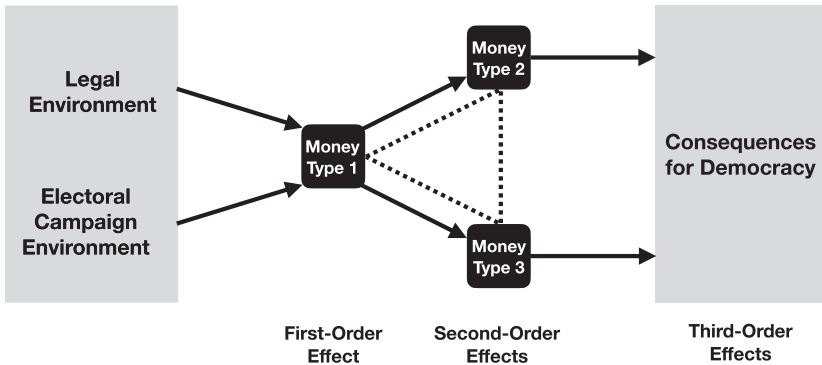 Legal
Environment
Electoral
Campaign
Environment
Money
Type 1
Money
Type 2
Money
Type 3
Consequences
for Democracy
First-Order
Effect
Second-Order
Effects
Third-Order
Effects